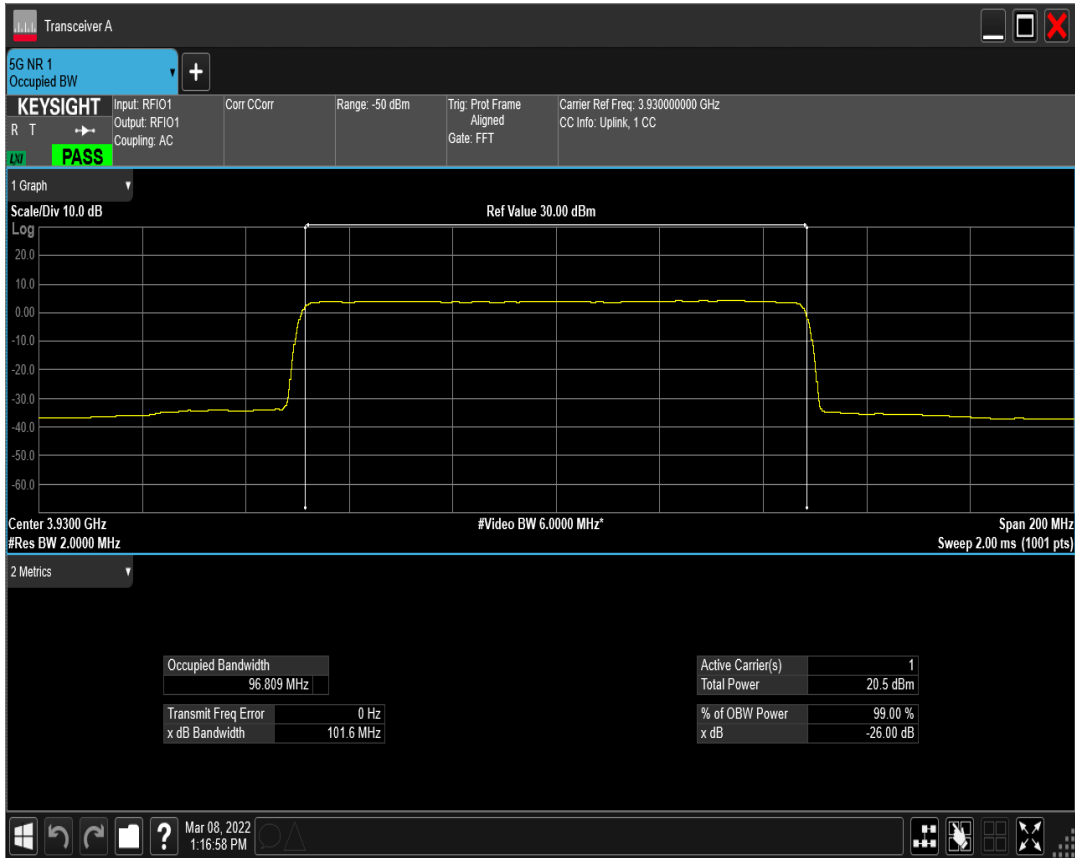 Transceiver A
5G NR 1
Occupied BW
+
KEYSIGHT
R T
LXI
PASS
Input: RFIO1
Output: RFIO1
Coupling: AC
Corr CCorr
Range: -50 dBm
Trig: Prot Frame
Aligned
Gate: FFT
Carrier Ref Freq: 3.930000000 GHz
CC Info: Uplink, 1 CC
1 Graph
Scale/Div 10.0 dB
Ref Value 30.00 dBm
Log
20.0
10.0
0.00
-10.0
-20.0
-30.0
-40.0
-50.0
-60.0
Center 3.9300 GHz
#Video BW 6.0000 MHz*
Span 200 MHz
#Res BW 2.0000 MHz
Sweep 2.00 ms (1001 pts)
2 Metrics
Occupied Bandwidth
96.809 MHz
Transmit Freq Error 0 Hz
x dB Bandwidth 101.6 MHz
Active Carrier(s) 1
Total Power 20.5 dBm
% of OBW Power 99.00 %
x dB -26.00 dB
?
Mar 08, 2022
1:16:58 PM